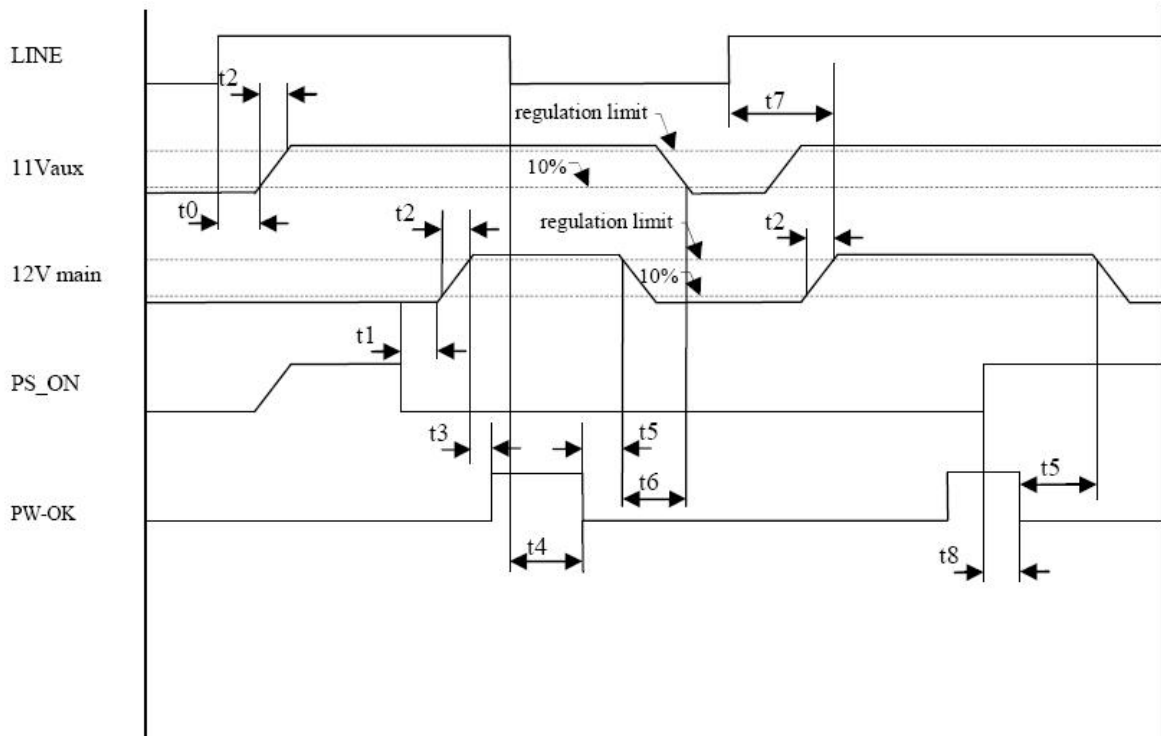 LINE
t2
t7
regulation limit
11Vaux
10%
t0
t2
regulation limit
t2
12V main
10%
t1
PS_ON
t3
t5
t6
t5
PW-OK
t4
t8